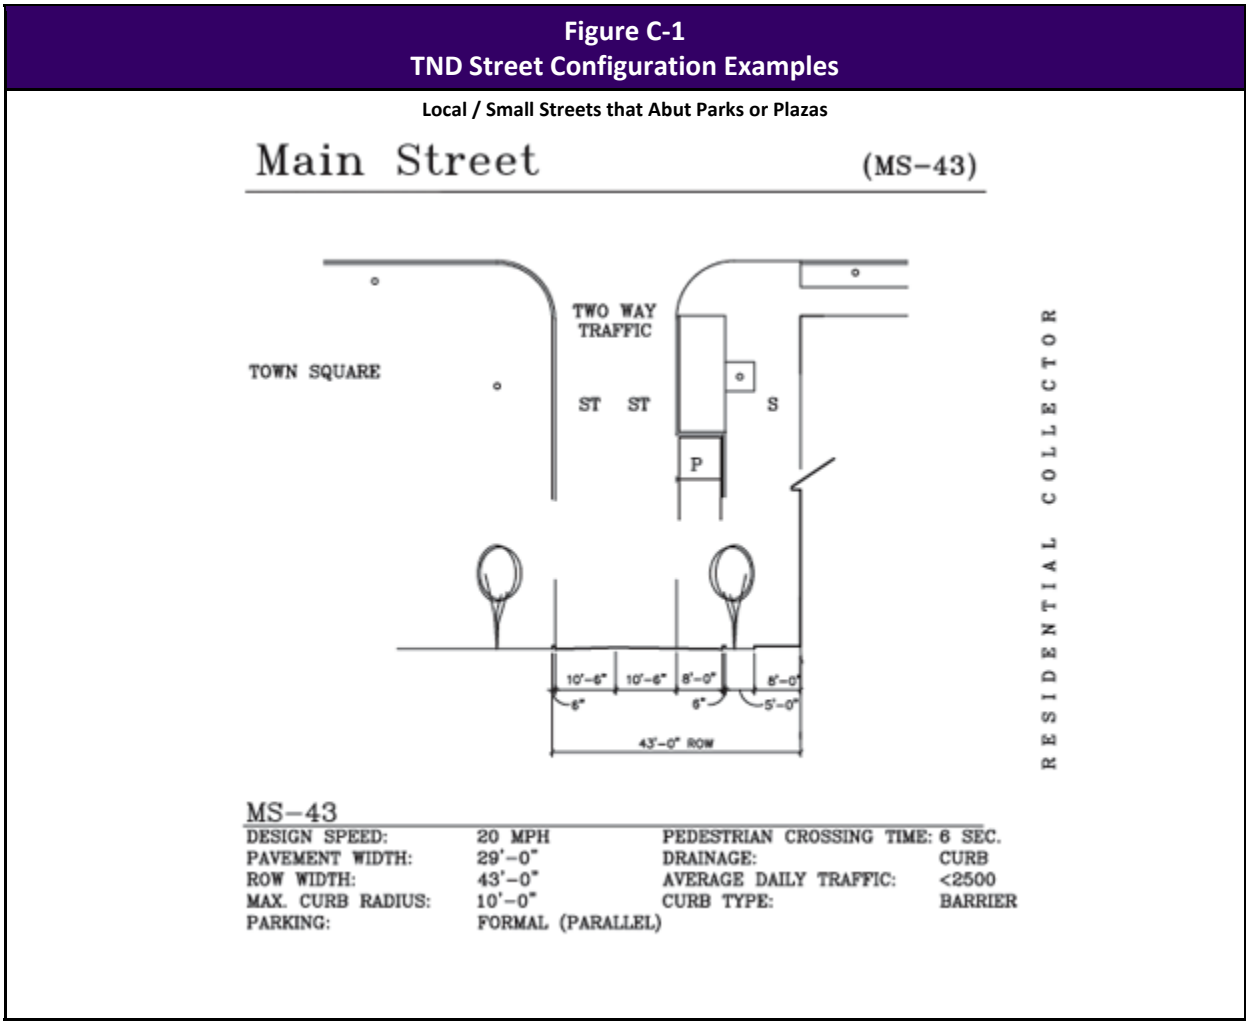 Figure C-1
TND Street Configuration Examples
Local / Small Streets that Abut Parks or Plazas
Main Street (MS-43)
TWO WAY
TRAFFIC
TOWN SQUARE
ST ST S
P
RESIDENTIAL COLLECTOR
10'-6" 10'-6" 8'-0" 8'-0"
6" 6" 5'-0"
43'-0" ROW
MS-43
DESIGN SPEED: 20 MPH PEDESTRIAN CROSSING TIME: 6 SEC.
PAVEMENT WIDTH: 29'-0" DRAINAGE: CURB
ROW WIDTH: 43'-0" AVERAGE DAILY TRAFFIC: <2500
MAX. CURB RADIUS: 10'-0" CURB TYPE: BARRIER
PARKING: FORMAL (PARALLEL)